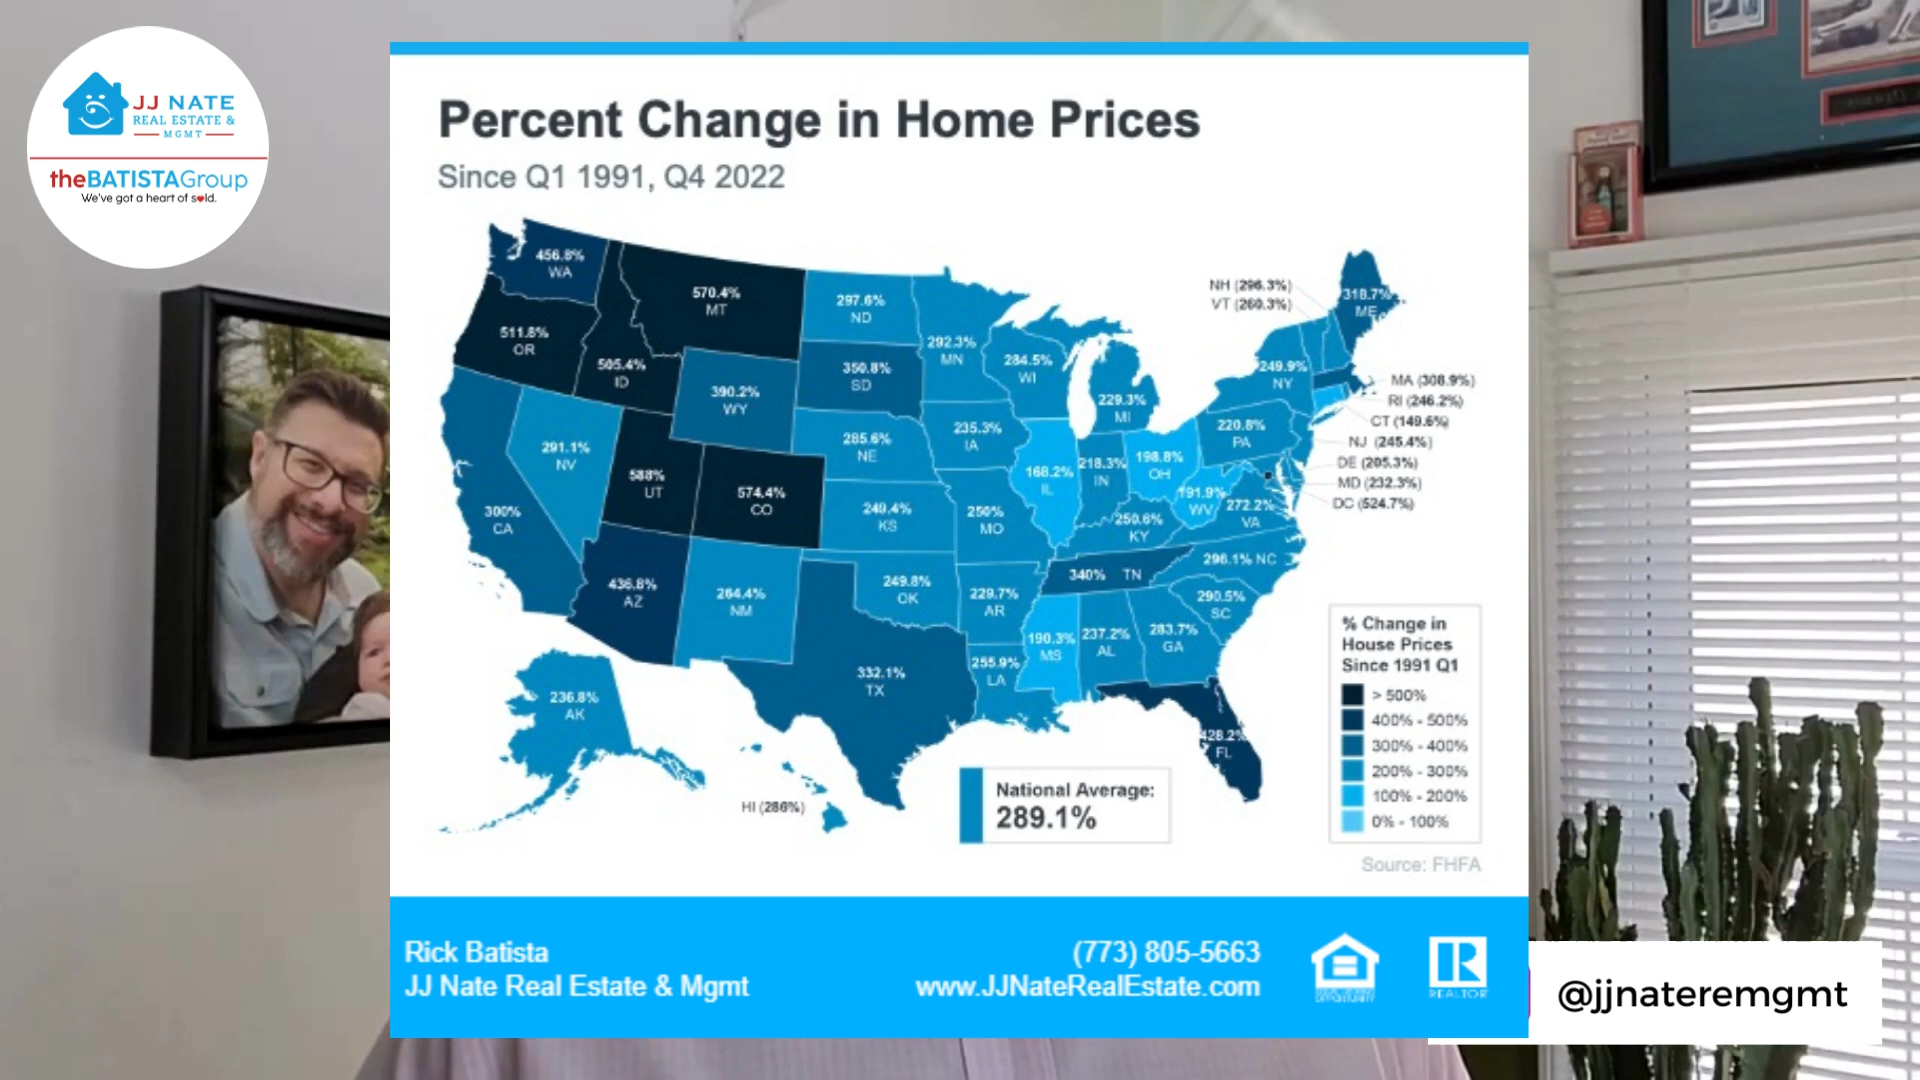 JJ NATE
REAL ESTATE &
MGMT
theBATISTAGroup
We've got a heart of sold.
Percent Change in Home Prices
Since Q1 1991, Q4 2022
456.8%
WA
570.4%
MT
297.6%
ND
NH (296.3%)
VT (260.3%)
318.7%
ME
511.8%
OR
505.4%
ID
390.2%
WY
350.8%
SD
292.3%
MN
284.5%
WI
229.3%
MI
249.9%
NY
MA (308.9%)
RI (246.2%)
CT (149.6%)
NJ (245.4%)
DE (205.3%)
MD (232.3%)
DC (524.7%)
220.8%
PA
291.1%
NV
588%
UT
574.4%
CO
285.6%
NE
235.3%
IA
168.2%
IL
218.3%
IN
198.8%
OH
191.9%
WV
272.2%
VA
300%
CA
249.4%
KS
250%
MO
250.6%
KY
296.1% NC
436.8%
AZ
264.4%
NM
249.8%
OK
229.7%
AR
340% TN
290.5%
SC
190.3%
MS
237.2%
AL
283.7%
GA
332.1%
TX
255.9%
LA
428.2%
FL
236.8%
AK
HI (286%)
National Average:
289.1%
% Change in
House Prices
Since 1991 Q1
> 500%
400% - 500%
300% - 400%
200% - 300%
100% - 200%
0% - 100%
Source: FHFA
Rick Batista
JJ Nate Real Estate & Mgmt
(773) 805-5663
www.JJNateRealEstate.com
REALTOR
@jjnateremgmt